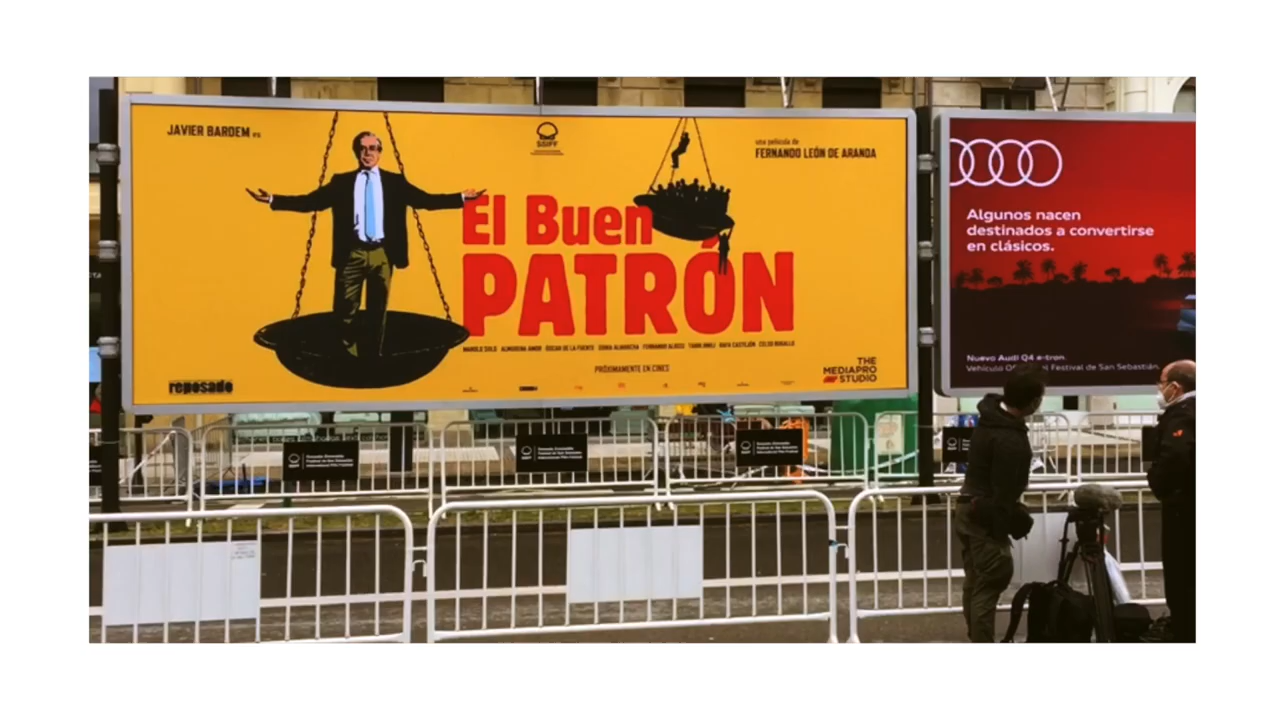 JAVIER BARDEM es
SSIFF
una película de
FERNANDO LEÓN DE ARANOA
El Buen
PATRÓN
MANOLO SOLO ALMUDENA AMOR ÓSCAR DE LA FUENTE SONIA ALMARCHA FERNANDO ALBIZU TARIK RMILI RAFA CASTEJÓN CELSO BUGALLO
PRÓXIMAMENTE EN CINES
reposado
THE
MEDIAPRO
STUDIO
Algunos nacen
destinados a convertirse
en clásicos.
Nuevo Audi Q4 e-tron.
Festival de San Sebastián.